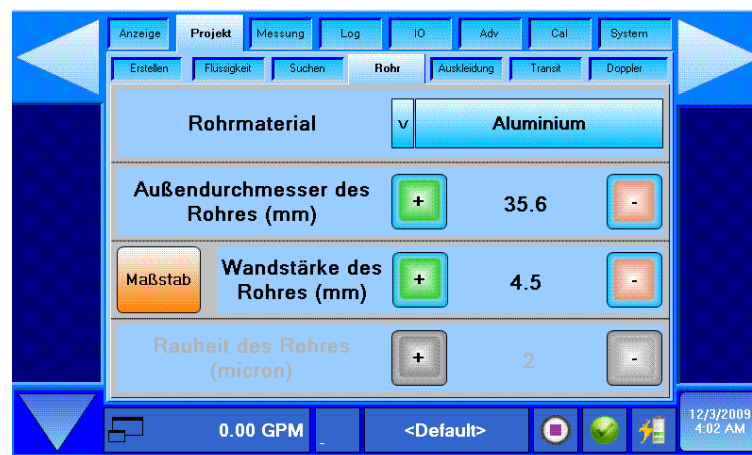 Anzeige Projekt Messung Log IO Adv Cal System
Erstellen Flüssigkeit Suchen Rohr Auskleidung Transit Doppler
Rohrmaterial v Aluminium
Außendurchmesser des
Rohres (mm) + 35.6 -
Maßstab Wandstärke des
Rohres (mm) + 4.5 -
Rauheit des Rohres
(micron) + 2 -
0.00 GPM _ <Default> 12/3/2009
4:02 AM